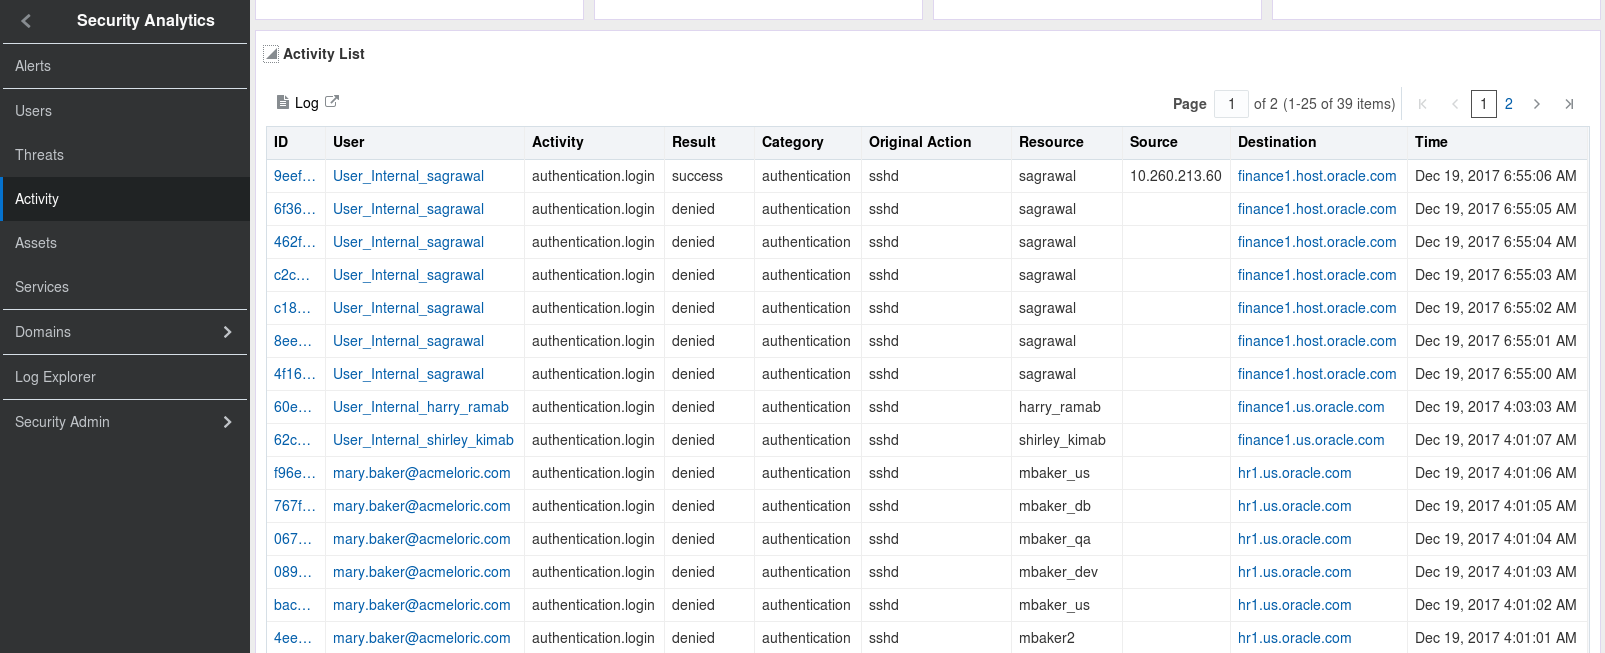 Security Analytics
Alerts
Users
Threats
Activity
Assets
Services
Domains
Log Explorer
Security Admin
Activity List
Log
Page 1 of 2 (1-25 of 39 items) 1 2
ID User Activity Result Category Original Action Resource Source Destination Time
9eef... User_Internal_sagrawal authentication.login success authentication sshd sagrawal 10.260.213.60 finance1.host.oracle.com Dec 19, 2017 6:55:06 AM
6f36... User_Internal_sagrawal authentication.login denied authentication sshd sagrawal finance1.host.oracle.com Dec 19, 2017 6:55:05 AM
462f... User_Internal_sagrawal authentication.login denied authentication sshd sagrawal finance1.host.oracle.com Dec 19, 2017 6:55:04 AM
c2c... User_Internal_sagrawal authentication.login denied authentication sshd sagrawal finance1.host.oracle.com Dec 19, 2017 6:55:03 AM
c18... User_Internal_sagrawal authentication.login denied authentication sshd sagrawal finance1.host.oracle.com Dec 19, 2017 6:55:02 AM
8ee... User_Internal_sagrawal authentication.login denied authentication sshd sagrawal finance1.host.oracle.com Dec 19, 2017 6:55:01 AM
4f16... User_Internal_sagrawal authentication.login denied authentication sshd sagrawal finance1.host.oracle.com Dec 19, 2017 6:55:00 AM
60e... User_Internal_harry_ramab authentication.login denied authentication sshd harry_ramab finance1.us.oracle.com Dec 19, 2017 4:03:03 AM
62c... User_Internal_shirley_kimab authentication.login denied authentication sshd shirley_kimab finance1.us.oracle.com Dec 19, 2017 4:01:07 AM
f96e... mary.baker@acmeloric.com authentication.login denied authentication sshd mbaker_us hr1.us.oracle.com Dec 19, 2017 4:01:06 AM
767f... mary.baker@acmeloric.com authentication.login denied authentication sshd mbaker_db hr1.us.oracle.com Dec 19, 2017 4:01:05 AM
067... mary.baker@acmeloric.com authentication.login denied authentication sshd mbaker_qa hr1.us.oracle.com Dec 19, 2017 4:01:04 AM
089... mary.baker@acmeloric.com authentication.login denied authentication sshd mbaker_dev hr1.us.oracle.com Dec 19, 2017 4:01:03 AM
bac... mary.baker@acmeloric.com authentication.login denied authentication sshd mbaker_us hr1.us.oracle.com Dec 19, 2017 4:01:02 AM
4ee... mary.baker@acmeloric.com authentication.login denied authentication sshd mbaker2 hr1.us.oracle.com Dec 19, 2017 4:01:01 AM